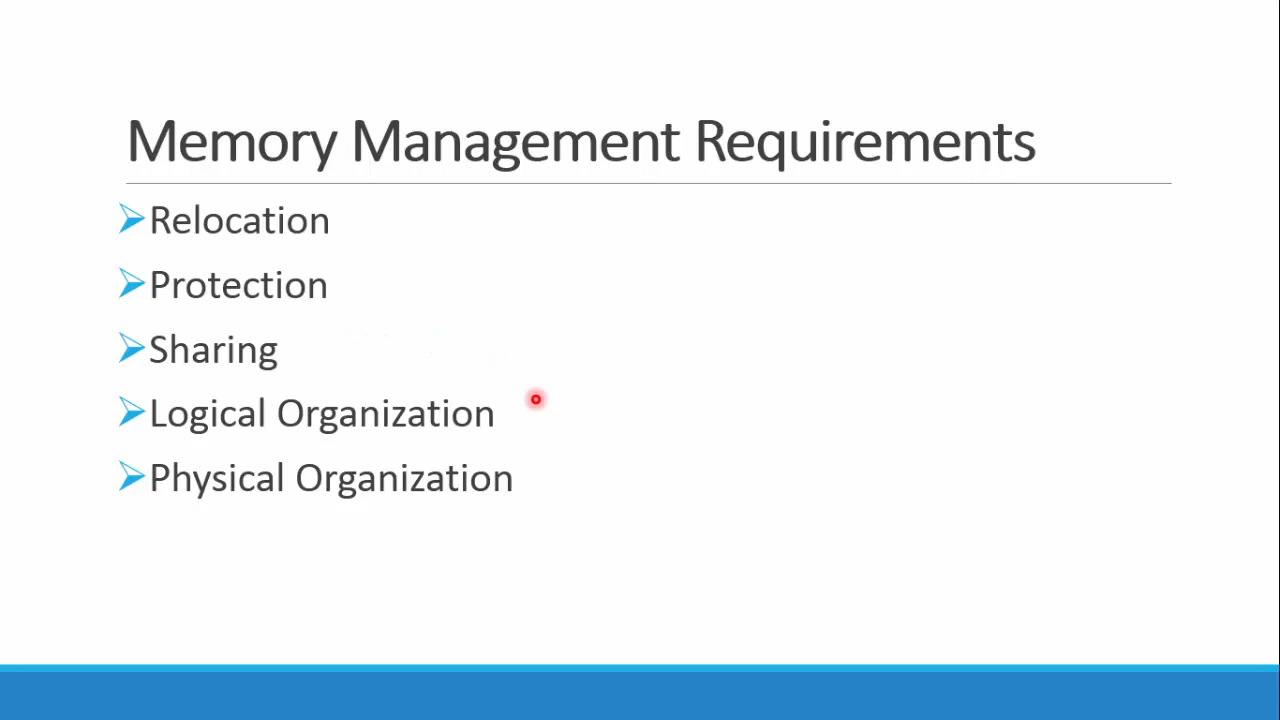 Memory Management Requirements
Relocation
Protection
Sharing
Logical Organization
Physical Organization